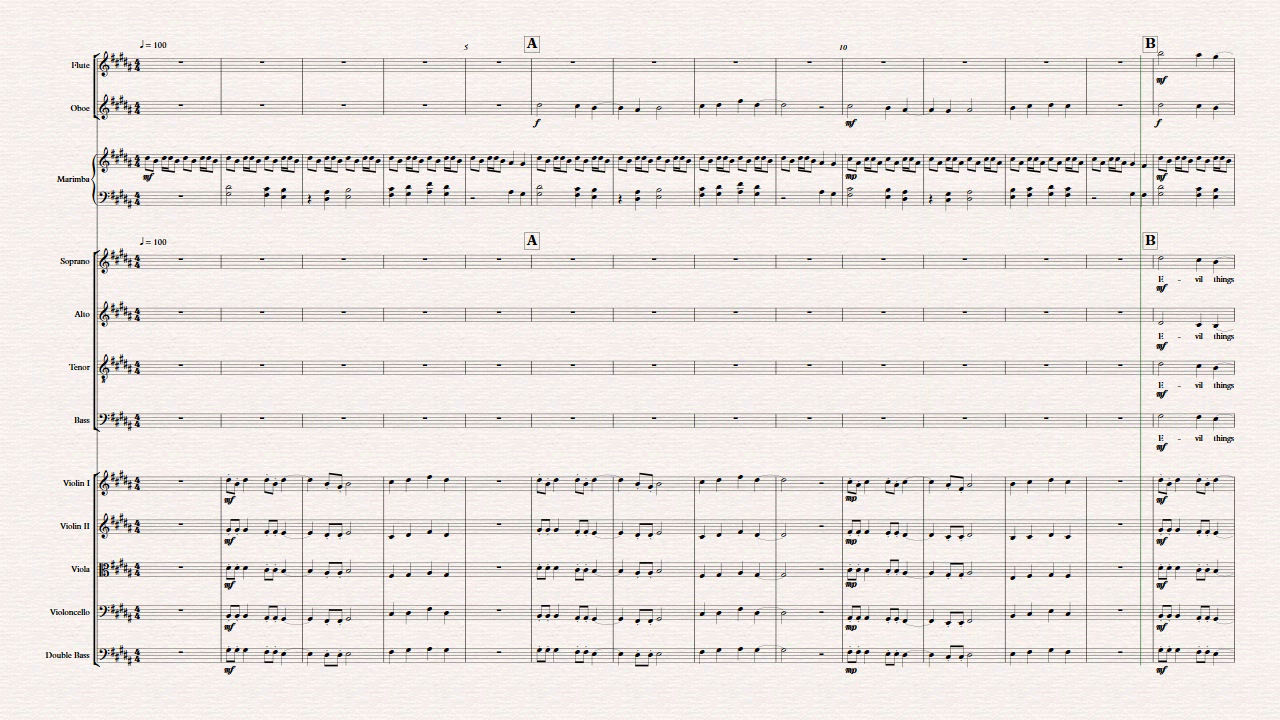 ♩ = 100
5
A
10
B
Flute
mf
Oboe
f
mf
f
Marimba
mf
mp
mf
♩ = 100
A
B
Soprano
E - vil things
mf
Alto
E - vil things
mf
Tenor
E - vil things
mf
Bass
E - vil things
mf
Violin I
mf
mp
mf
Violin II
mf
mp
mf
Viola
mf
mp
mf
Violoncello
mf
mp
mf
Double Bass
mf
mp
mf